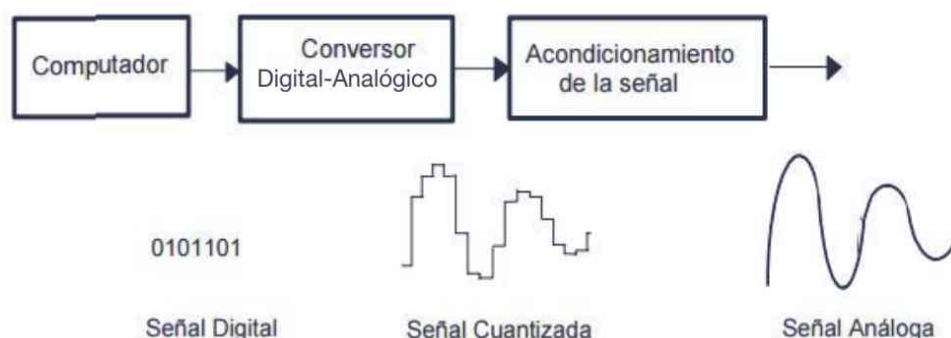 Computador
Conversor
Digital-Analógico
Acondicionamiento
de la señal
0101101
Señal Digital
Señal Cuantizada
Señal Análoga